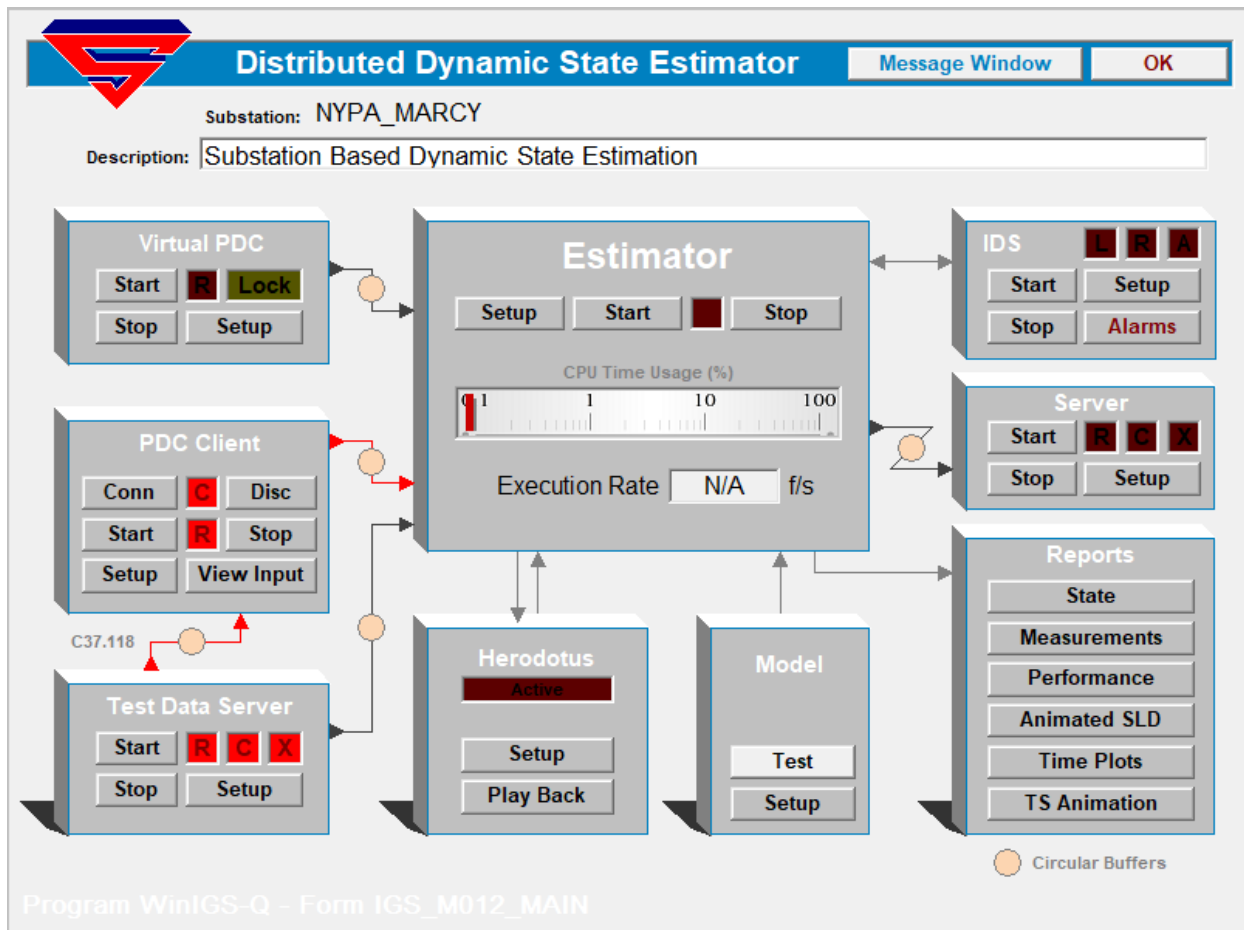 Distributed Dynamic State Estimator
Message Window
OK
Substation: NYPA_MARCY
Description: Substation Based Dynamic State Estimation
Virtual PDC
Start R Lock
Stop Setup
Estimator
Setup Start Stop
CPU Time Usage (%)
0.1 1 10 100
Execution Rate N/A f/s
IDS L R A
Start Setup
Stop Alarms
PDC Client
Conn C Disc
Start R Stop
Setup View Input
Server
Start R C X
Stop Setup
C37.118
Test Data Server
Start R C X
Stop Setup
Herodotus
Active
Setup
Play Back
Model
Test
Setup
Reports
State
Measurements
Performance
Animated SLD
Time Plots
TS Animation
Circular Buffers
Program WinIGS-Q - Form IGS_M012_MAIN